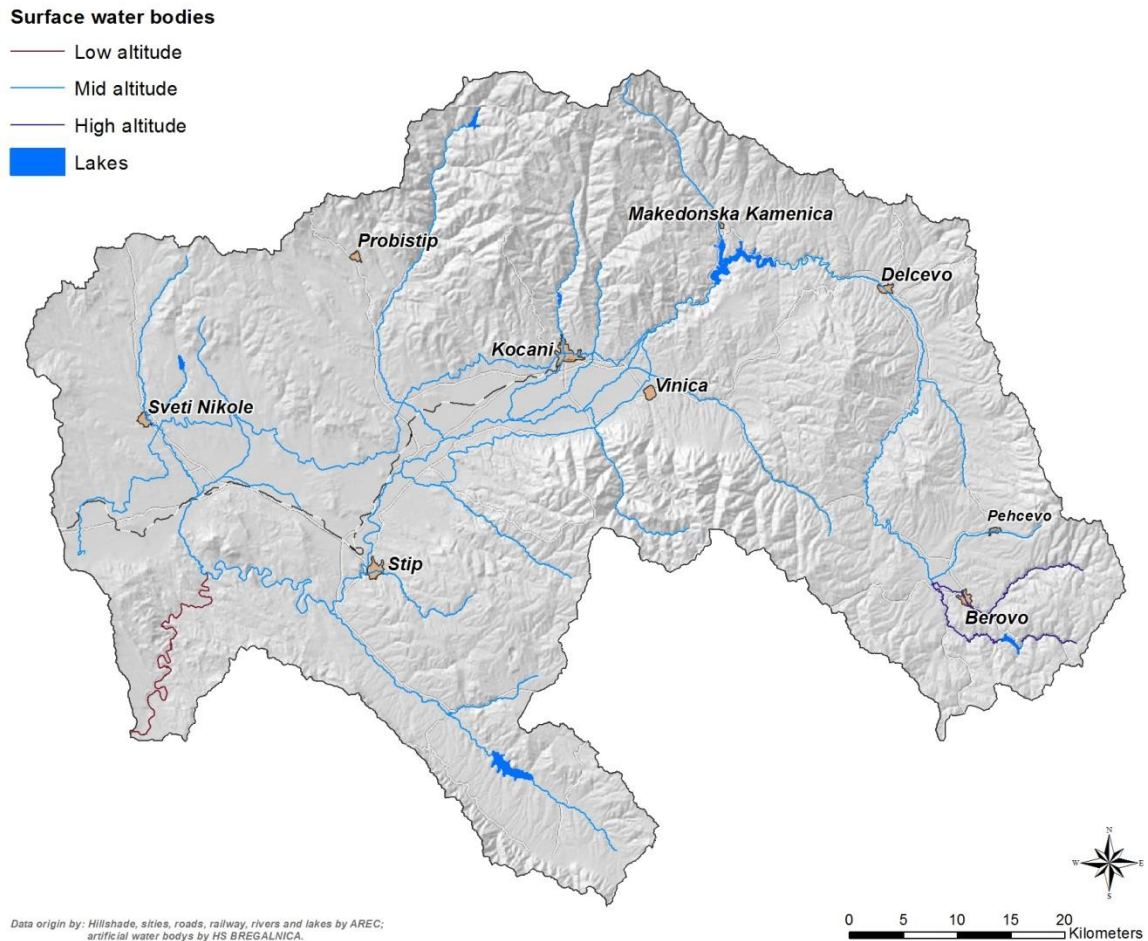 Surface water bodies
Low altitude
Mid altitude
High altitude
Lakes
Makedonska Kamenica
Probistip
Delcevo
Kocani
Vinica
Sveti Nikole
Pehcevo
Stip
Berovo
N
W E
S
Data origin by: Hillshade, sities, roads, railway, rivers and lakes by AREC;
artificial water bodys by HS BREGALNICA.
0 5 10 15 20
Kilometers